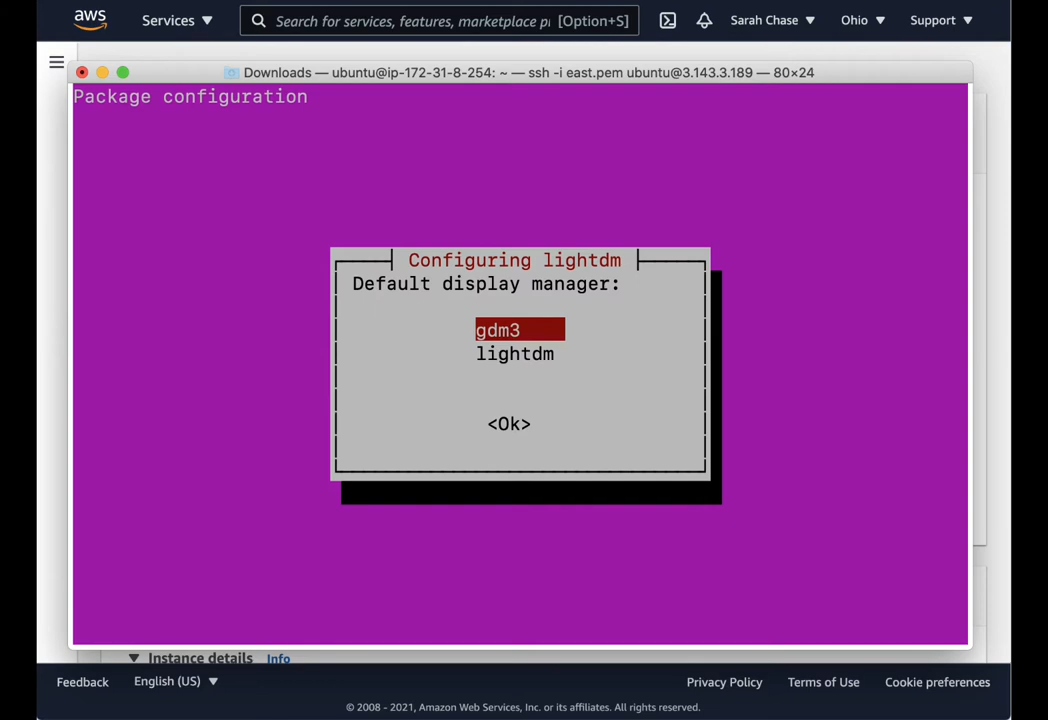 aws
Services
Search for services, features, marketplace p [Option+S]
Sarah Chase
Ohio
Support
Downloads — ubuntu@ip-172-31-8-254: ~ — ssh -i east.pem ubuntu@3.143.3.189 — 80×24
Package configuration
Configuring lightdm
Default display manager:
gdm3
lightdm
<Ok>
Instance details Info
Feedback
English (US)
Privacy Policy
Terms of Use
Cookie preferences
© 2008 - 2021, Amazon Web Services, Inc. or its affiliates. All rights reserved.